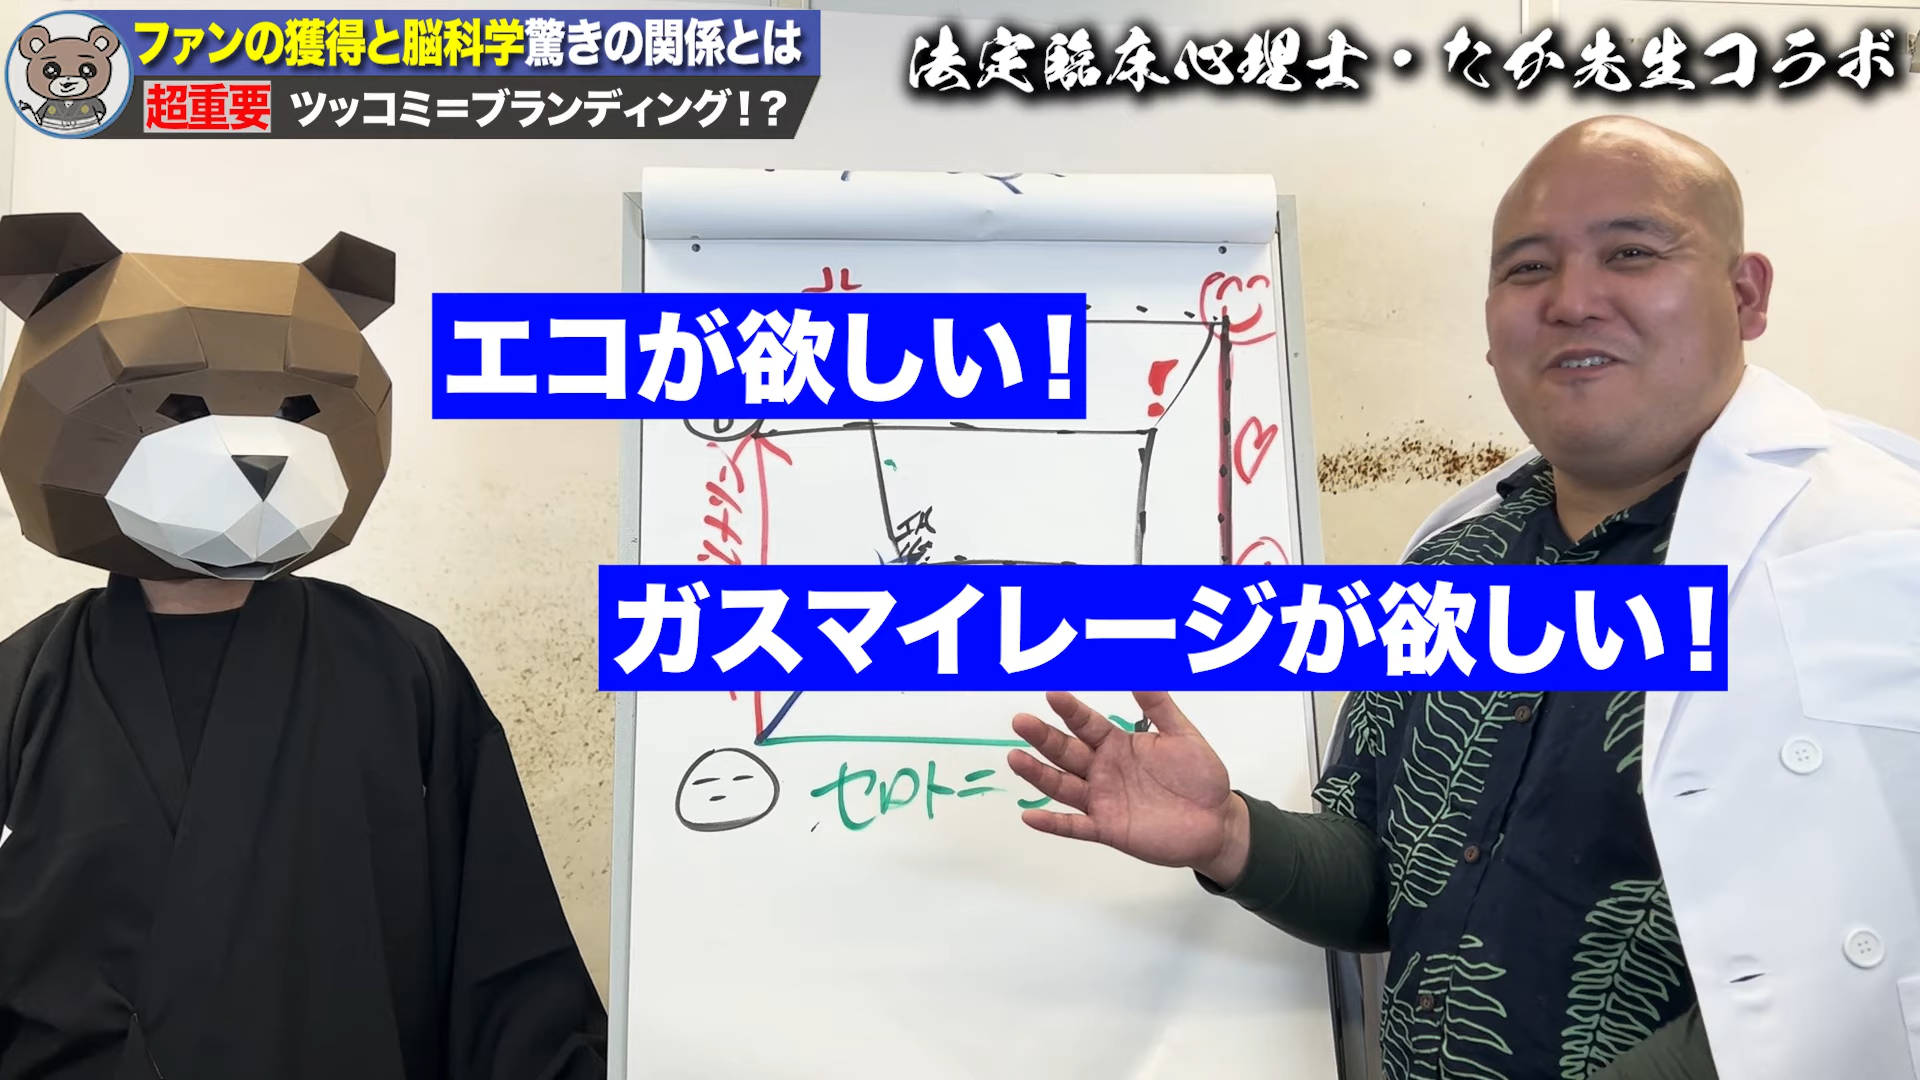 ファンの獲得と脳科学驚きの関係とは
超重要 ツッコミ＝ブランディング！？
法定臨床心理士・たか先生コラボ
エコが欲しい！
ガスマイレージが欲しい！
セロトニン